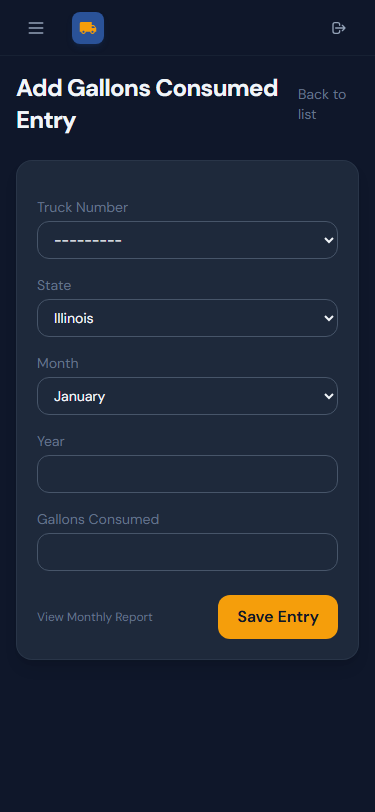 Add Gallons Consumed
Entry
Back to
list
Truck Number
---------
State
Illinois
Month
January
Year
Gallons Consumed
View Monthly Report
Save Entry